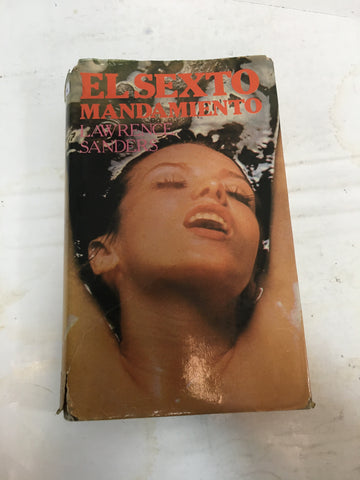 EL SEXTO
MANDAMIENTO
LAWRENCE
SANDERS